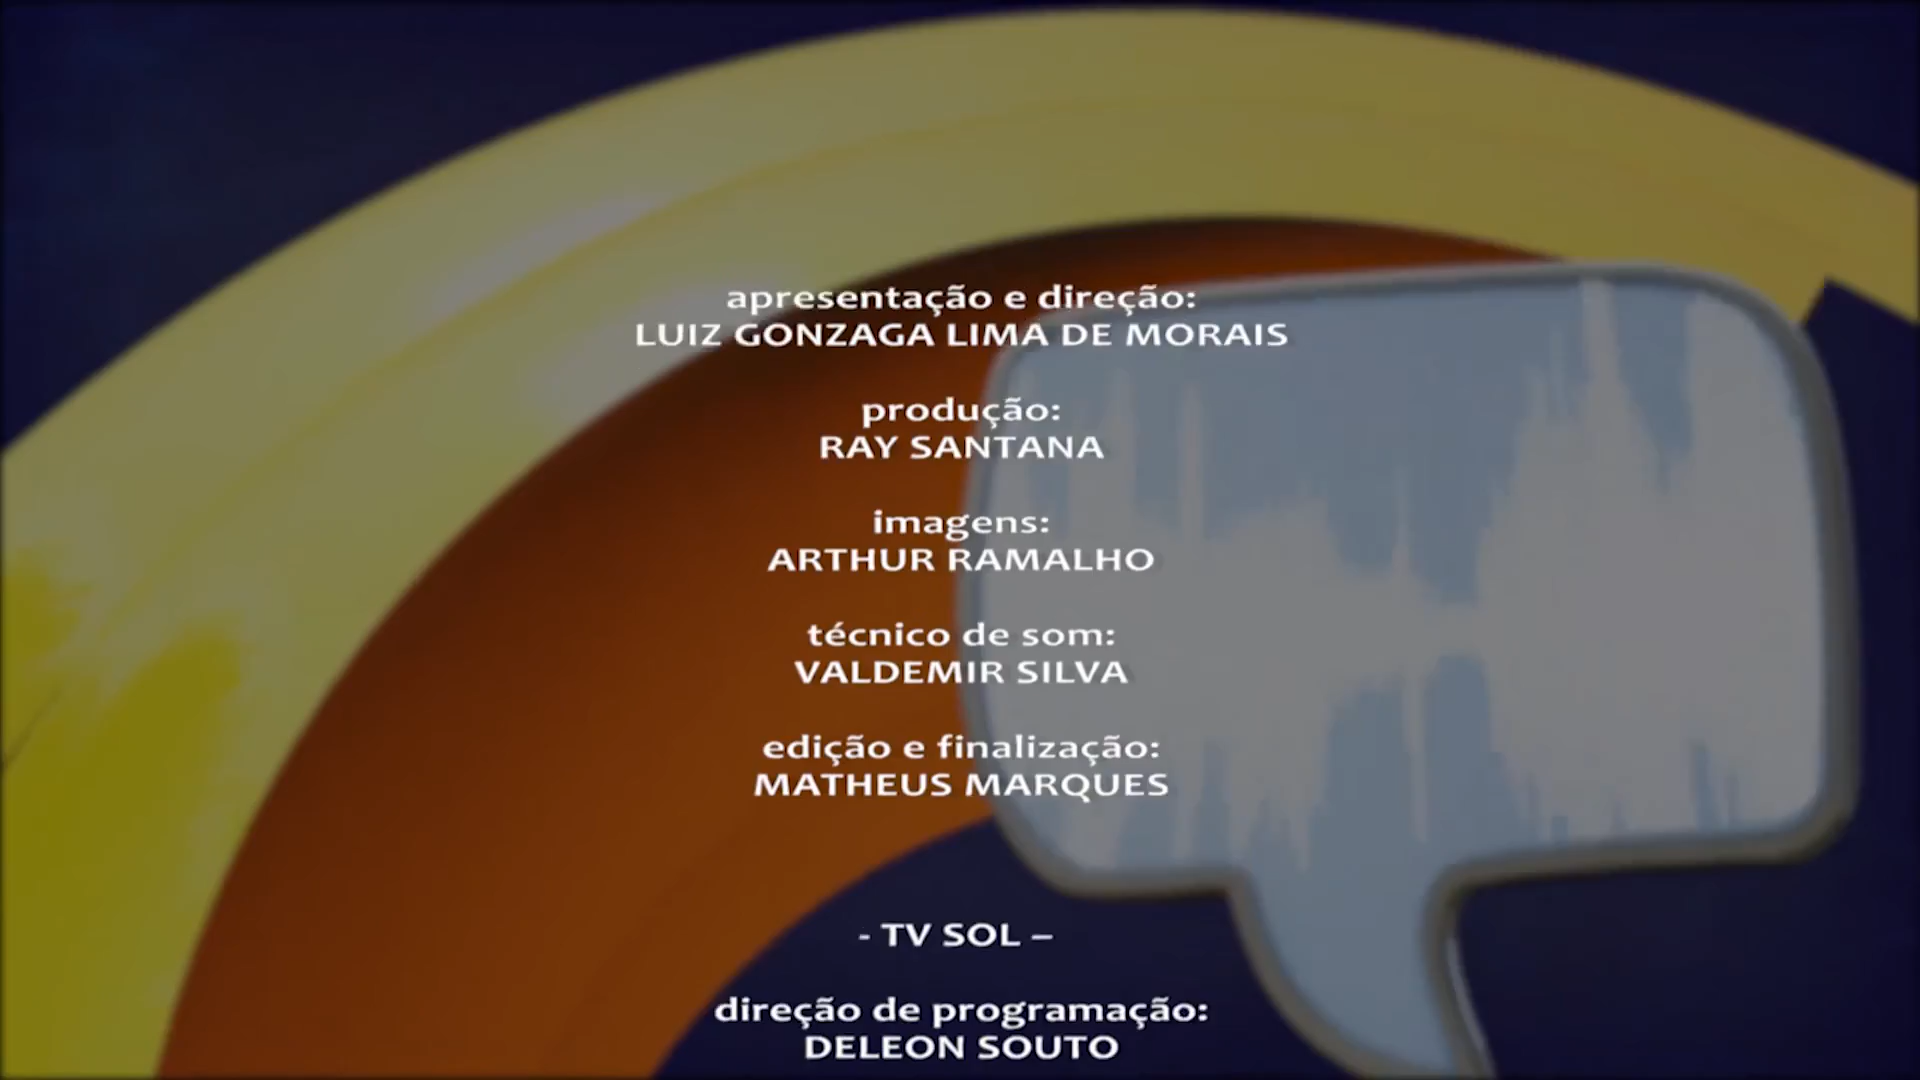 apresentação e direção:
LUIZ GONZAGA LIMA DE MORAIS
produção:
RAY SANTANA
imagens:
ARTHUR RAMALHO
técnico de som:
VALDEMIR SILVA
edição e finalização:
MATHEUS MARQUES
- TV SOL –
direção de programação:
DELEON SOUTO